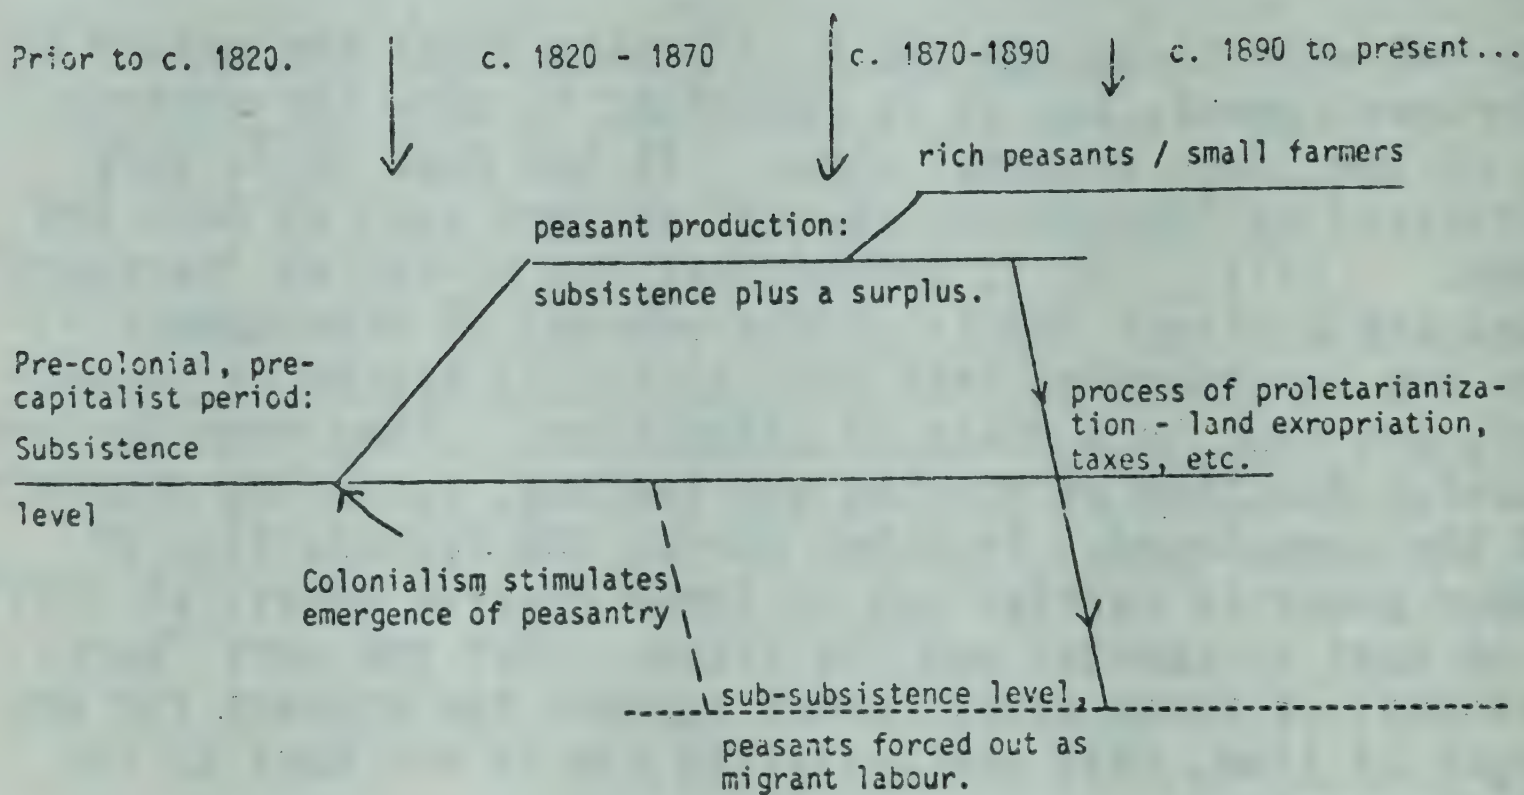 Prior to c. 1820.
c. 1820 - 1870
c. 1870-1890
c. 1890 to present...
rich peasants / small farmers
peasant production:
subsistence plus a surplus.
Pre-colonial, pre-
capitalist period:
Subsistence
level
process of proletarianiza-
tion - land exropriation,
taxes, etc.
Colonialism stimulates
emergence of peasantry
sub-subsistence level,
peasants forced out as
migrant labour.